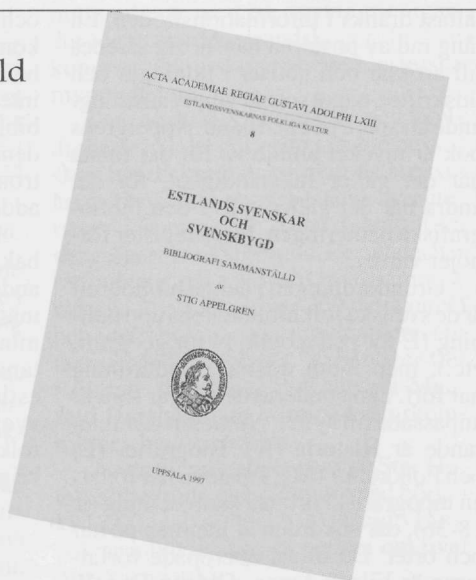 ld
ACTA ACADEMIAE REGIAE GUSTAVI ADOLPHI LXIII
ESTLANDSSVENSKARNAS FOLKLIGA KULTUR
8
ESTLANDS SVENSKAR
OCH
SVENSKBYGD
BIBLIOGRAFI SAMMANSTÄLLD
AV
STIG APPELGREN
UPPSALA 1997